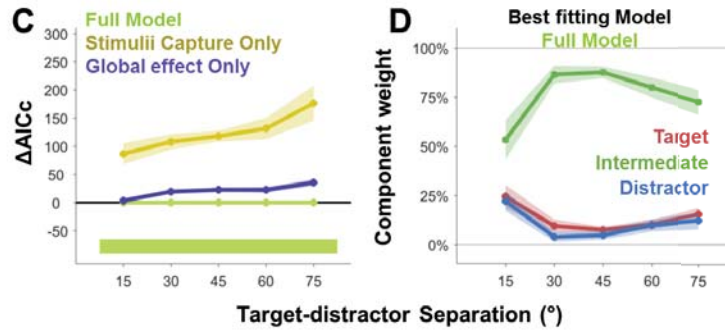 C
Full Model
Stimulii Capture Only
Global effect Only
ΔAICc
300
250
200
150
100
50
0
-50
15 30 45 60 75
D
Best fitting Model
Full Model
Component weight
100%
75%
50%
25%
0%
Target
Intermediate
Distractor
15 30 45 60 75
Target-distractor Separation (°)